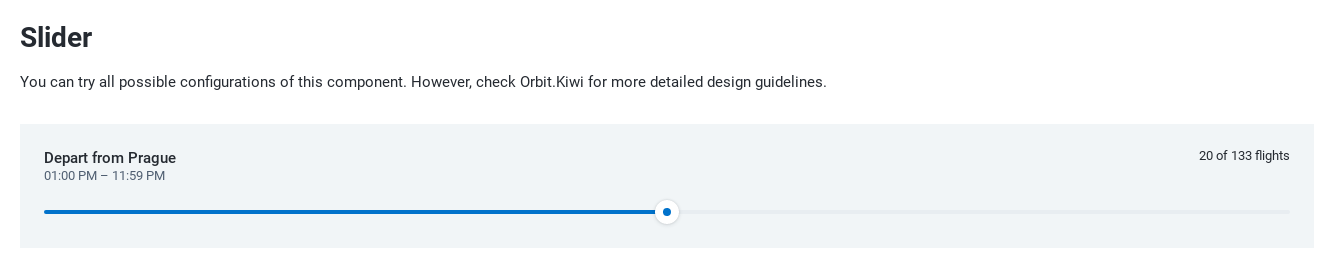 Slider
You can try all possible configurations of this component. However, check Orbit.Kiwi for more detailed design guidelines.
Depart from Prague
20 of 133 flights
01:00 PM – 11:59 PM